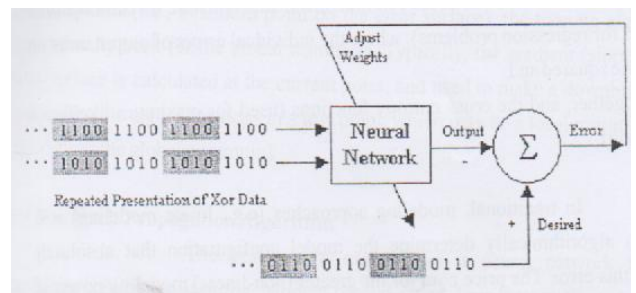 Adjust
Weights
··· 1100 1100 1100 1100
··· 1010 1010 1010 1010
Neural
Network
Output
-
Σ
Error
Repeated Presentation of Xor Data
+
Desired
··· 0110 0110 0110 0110